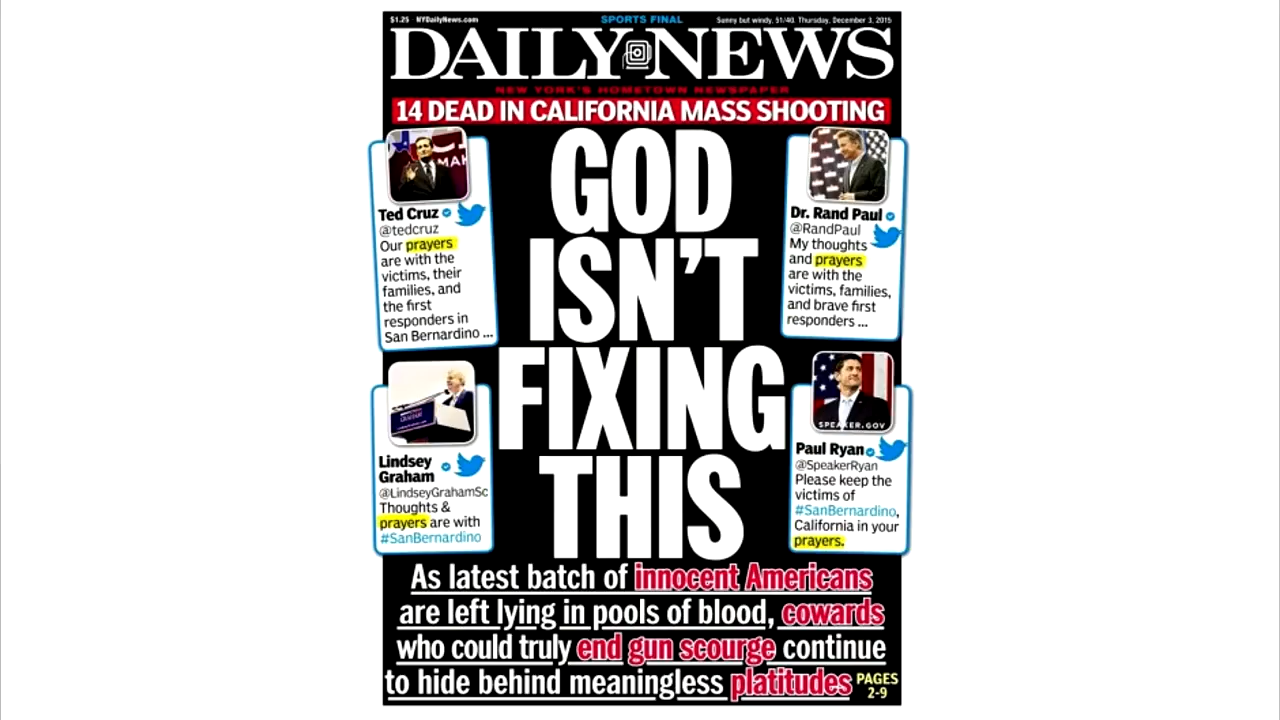 $1.25 NYDailyNews.com
SPORTS FINAL
Sunny but windy, 51/40. Thursday, December 3, 2015
DAILY NEWS
NEW YORK'S HOMETOWN NEWSPAPER
14 DEAD IN CALIFORNIA MASS SHOOTING
MAK
Ted Cruz
@tedcruz
Our prayers
are with the
victims, their
families, and
the first
responders in
San Bernardino ...
Lindsey
Graham
@LindseyGrahamSc
Thoughts &
prayers are with
#SanBernardino
GOD
ISN'T
FIXING
THIS
Dr. Rand Paul
@RandPaul
My thoughts
and prayers
are with the
victims, families,
and brave first
responders ...
SPEAKER.GOV
Paul Ryan
@SpeakerRyan
Please keep the
victims of
#SanBernardino,
California in your
prayers.
As latest batch of innocent Americans
are left lying in pools of blood, cowards
who could truly end gun scourge continue
to hide behind meaningless platitudes
PAGES
2-9